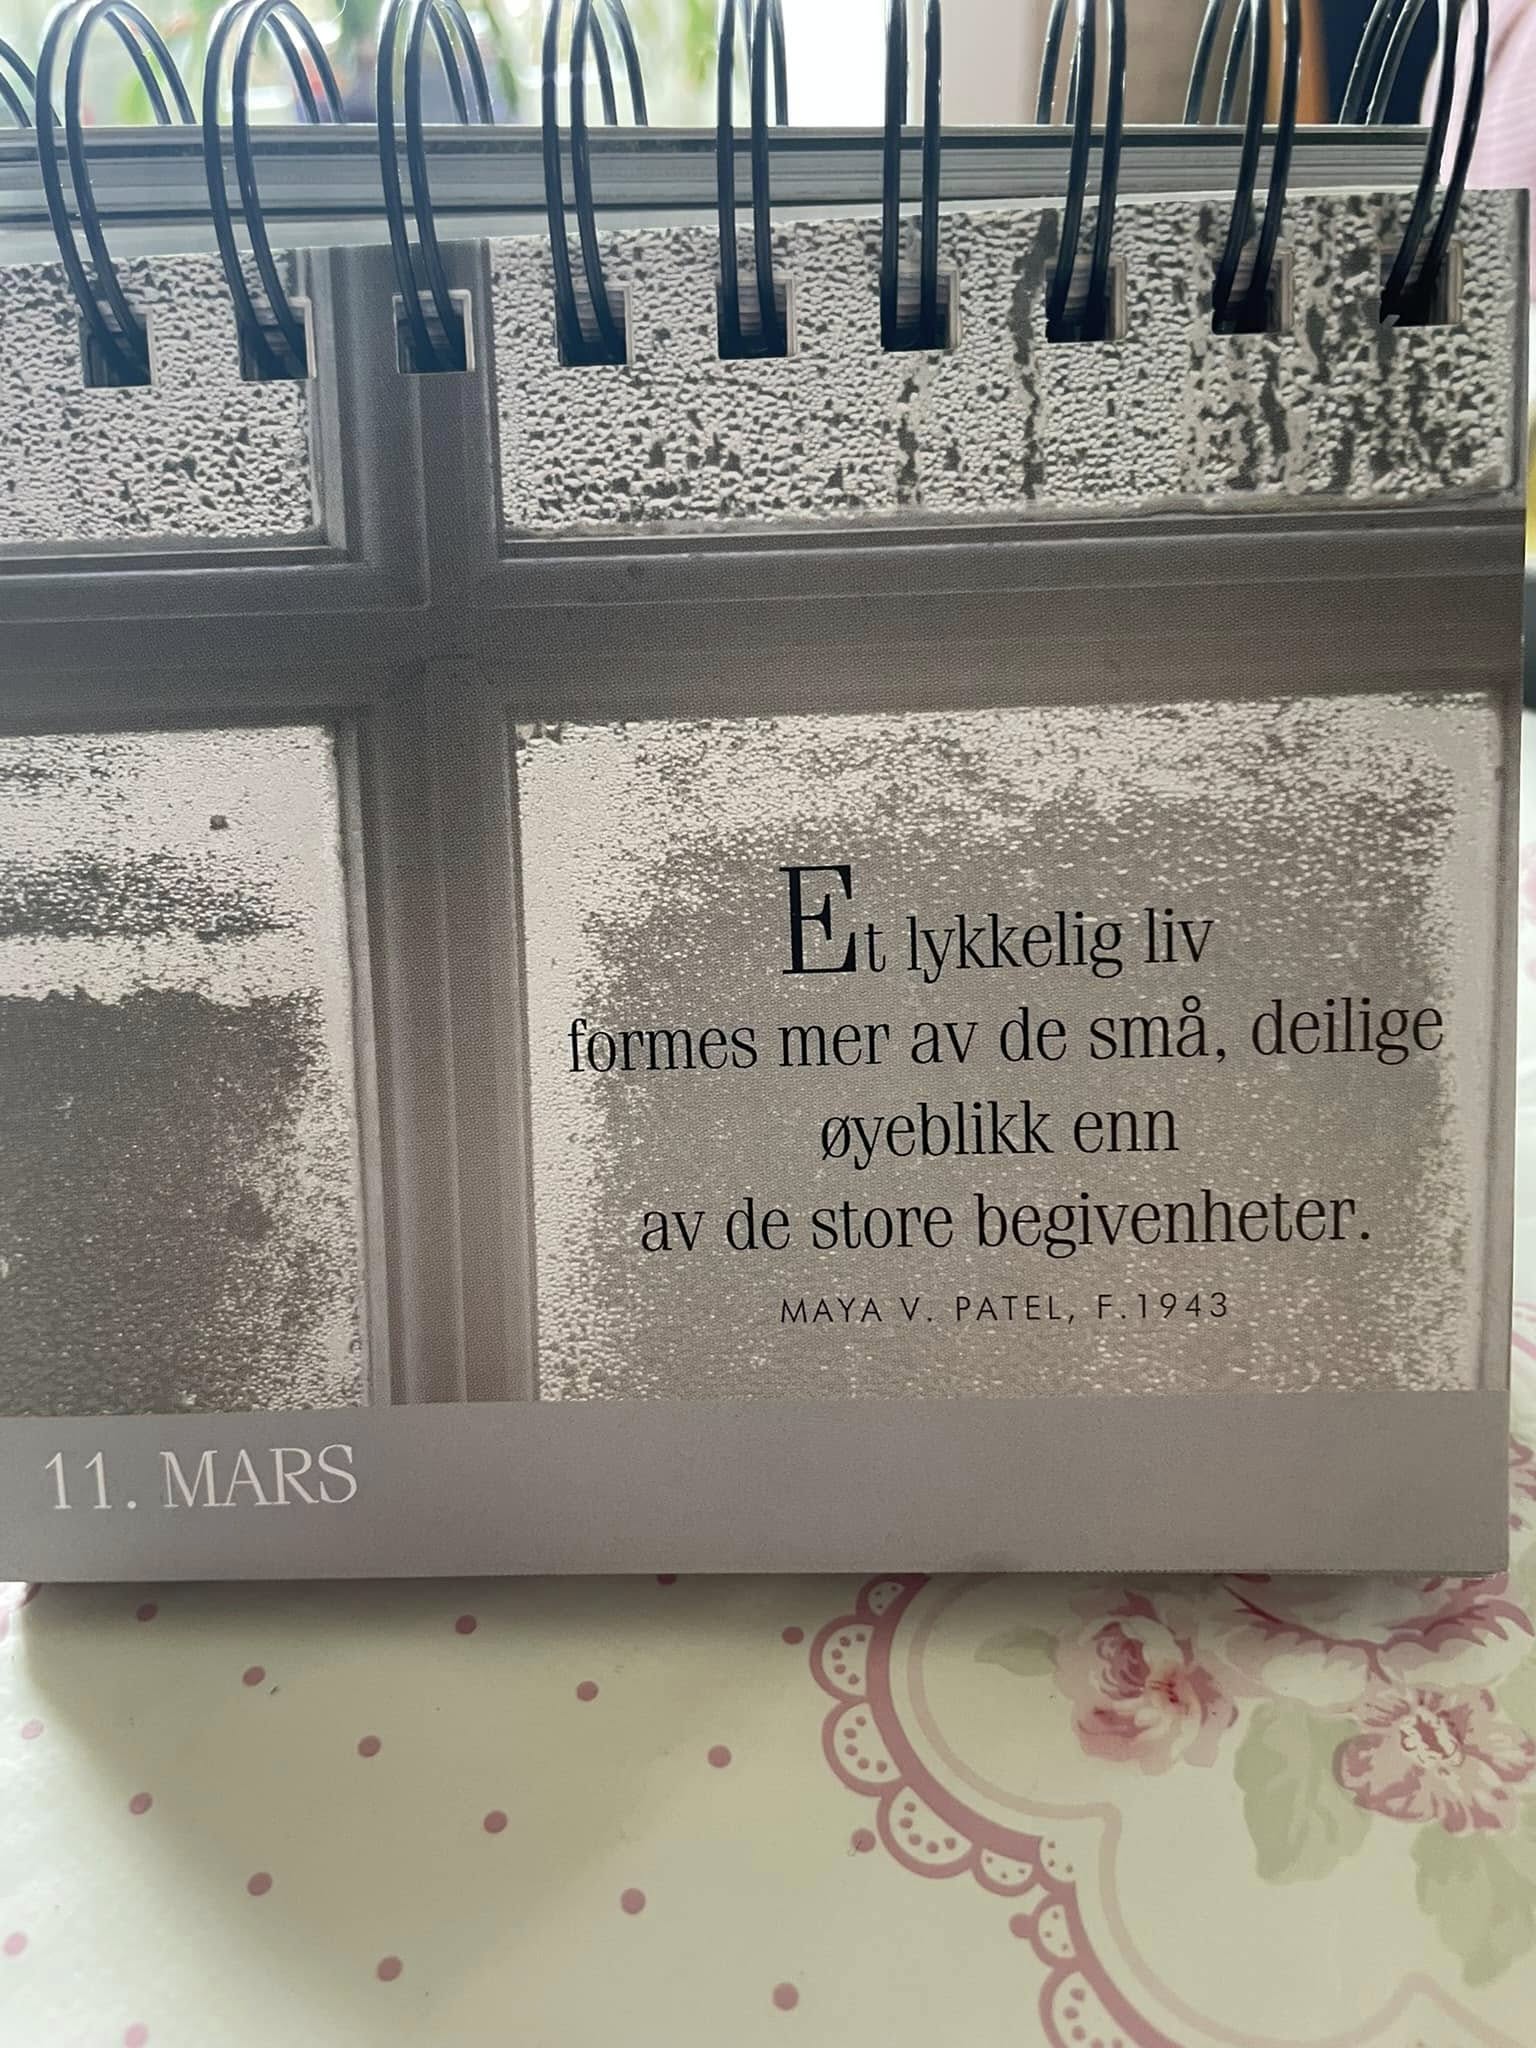 Et lykkelig liv
formes mer av de små, deilige
øyeblikk enn
av de store begivenheter.
MAYA V. PATEL, F.1943
11. MARS